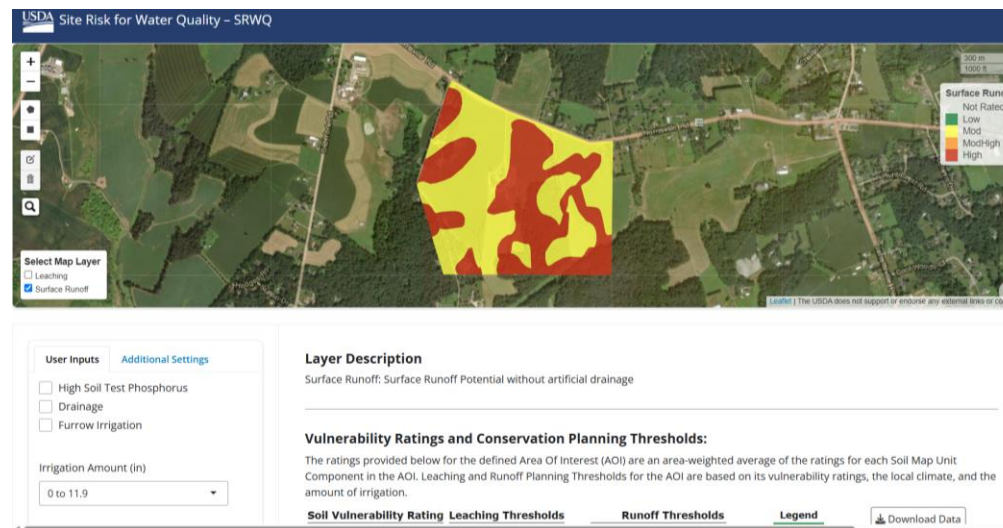 USDA Site Risk for Water Quality – SRWQ
300 m
1000 ft
Surface Runo
Not Rated
Low
Mod
ModHigh
High
Select Map Layer
Leaching
Surface Runoff
Leaflet | The USDA does not support or endorse any external links or co
User Inputs Additional Settings
High Soil Test Phosphorus
Drainage
Furrow Irrigation
Irrigation Amount (in)
0 to 11.9
Layer Description
Surface Runoff: Surface Runoff Potential without artificial drainage
Vulnerability Ratings and Conservation Planning Thresholds:
The ratings provided below for the defined Area Of Interest (AOI) are an area-weighted average of the ratings for each Soil Map Unit
Component in the AOI. Leaching and Runoff Planning Thresholds for the AOI are based on its vulnerability ratings, the local climate, and the
amount of irrigation.
Soil Vulnerability Rating Leaching Thresholds Runoff Thresholds Legend
Download Data